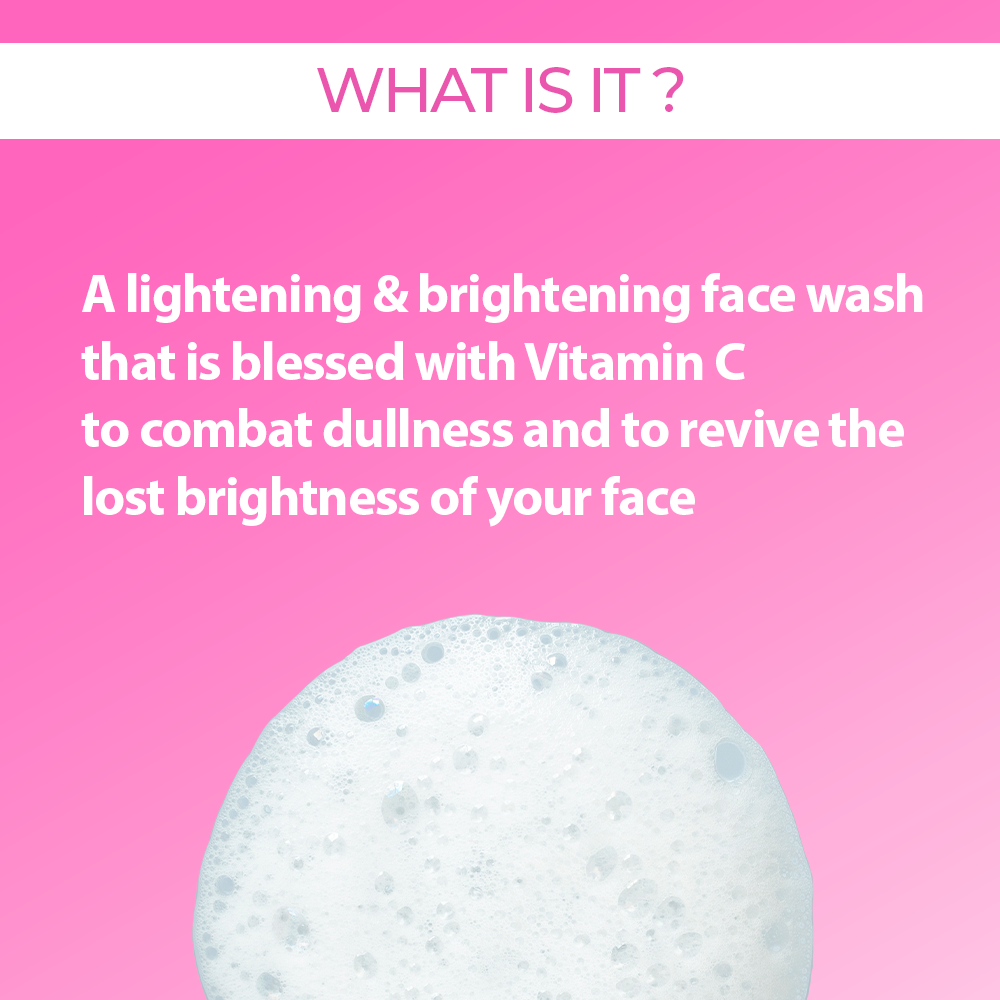 WHAT IS IT ?
A lightening & brightening face wash
that is blessed with Vitamin C
to combat dullness and to revive the
lost brightness of your face